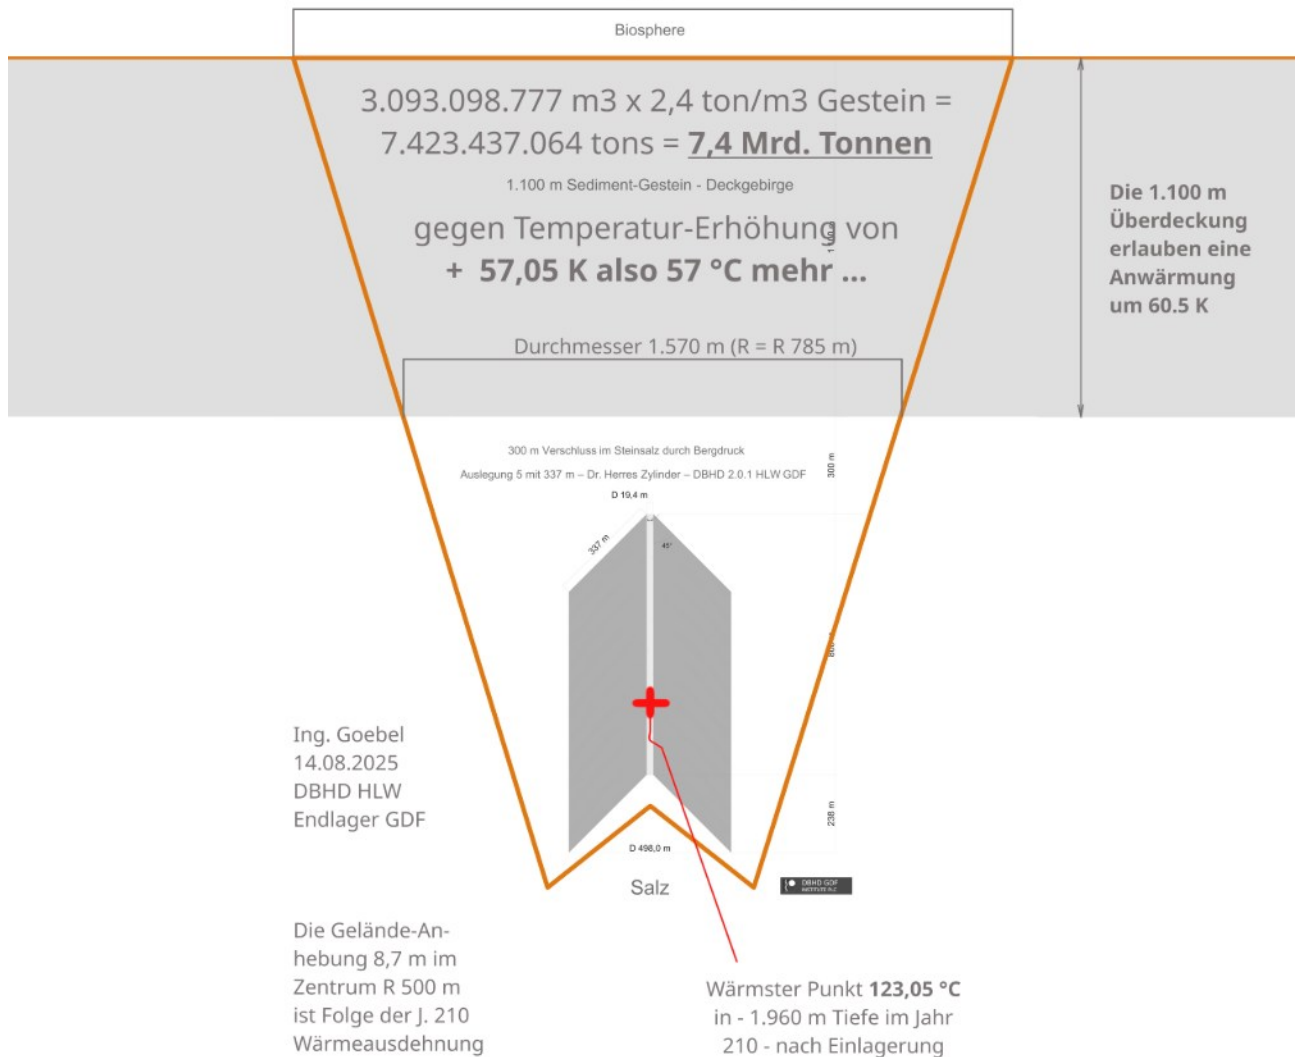 Biosphere
3.093.098.777 m3 x 2,4 ton/m3 Gestein =
7.423.437.064 tons = 7,4 Mrd. Tonnen
1.100 m Sediment-Gestein - Deckgebirge
gegen Temperatur-Erhöhung von
+ 57,05 K also 57 °C mehr ...
Die 1.100 m
Überdeckung
erlauben eine
Anwärmung
um 60.5 K
Durchmesser 1.570 m (R = R 785 m)
300 m Verschluss im Steinsalz durch Bergdruck
300 m
Auslegung 5 mit 337 m – Dr. Herres Zylinder – DBHD 2.0.1 HLW GDF
D 19,4 m
337 m
45°
Ing. Goebel
14.08.2025
DBHD HLW
Endlager GDF
238 m
D 498,0 m
Salz
DBHD GDF
Die Gelände-An-
hebung 8,7 m im
Zentrum R 500 m
ist Folge der J. 210
Wärmeausdehnung
Wärmster Punkt 123,05 °C
in - 1.960 m Tiefe im Jahr
210 - nach Einlagerung